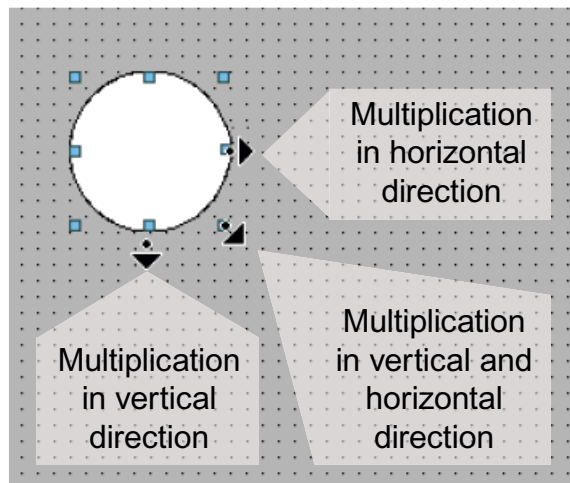 Multiplication
in horizontal
direction
Multiplication
in vertical
direction
Multiplication
in vertical and
horizontal
direction